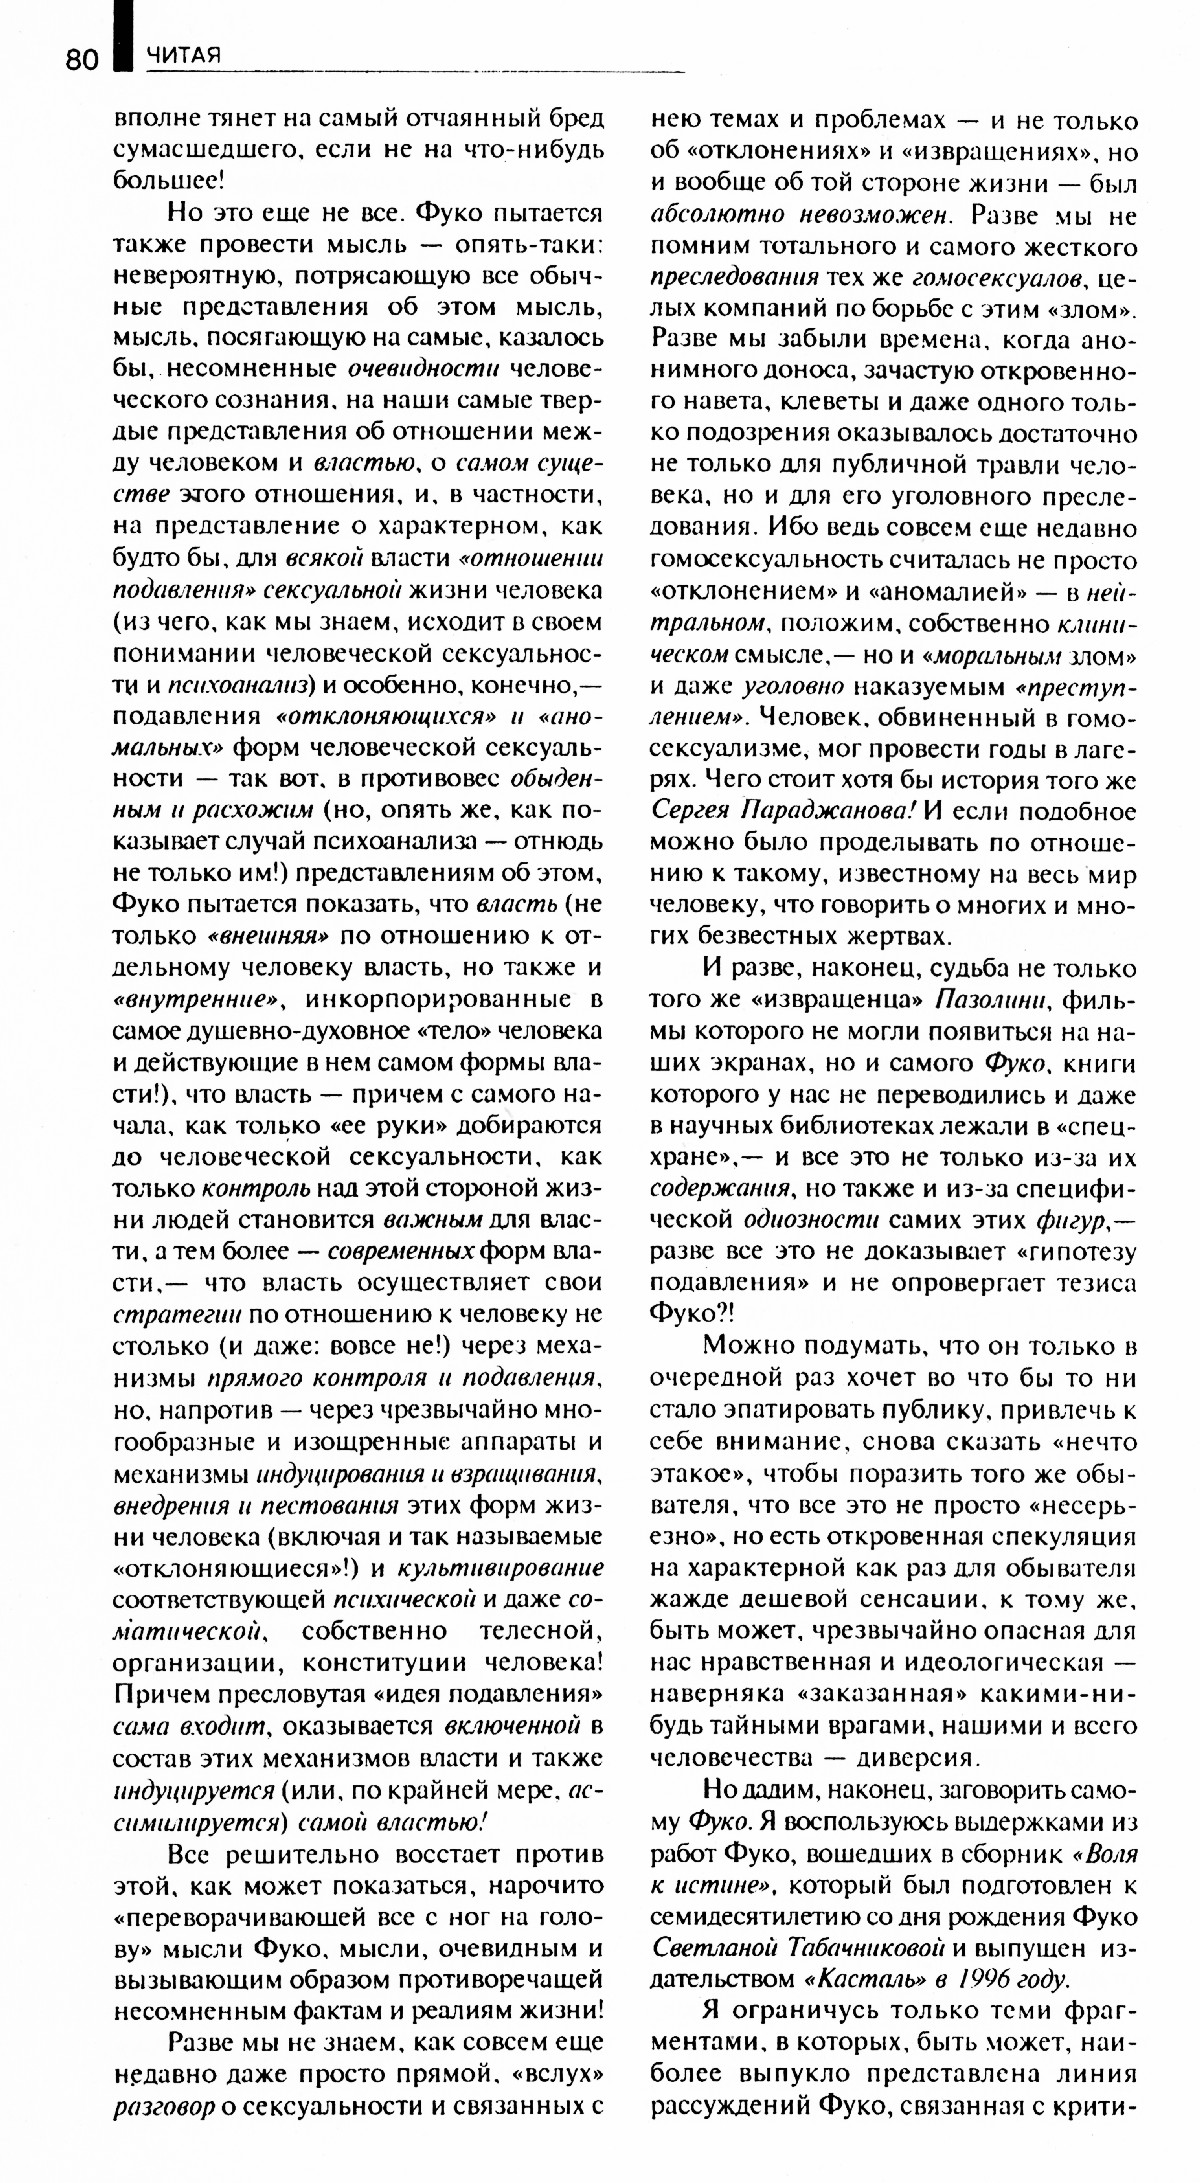 80
ЧИТАЯ
вполне тянет на самый отчаянный бред
сумасшедшего, если не на что-нибудь
большее!
Но это еще не все. Фуко пытается
также провести мысль — опять-таки:
невероятную, потрясающую все обыч-
ные представления об этом мысль,
мысль, посягающую на самые, казалось
бы, несомненные очевидности челове-
ческого сознания, на наши самые твер-
дые представления об отношении меж-
ду человеком и властью, о самом суще-
стве этого отношения, и, в частности,
на представление о характерном, как
будто бы, для всякой власти «отношении
подавления» сексуальной жизни человека
(из чего, как мы знаем, исходит в своем
понимании человеческой сексуальнос-
ти и психоанализ) и особенно, конечно,—
подавления «отклоняющихся» и «ано-
мальных» форм человеческой сексуаль-
ности — так вот, в противовес обыден-
ным и расхожим (но, опять же, как по-
казывает случай психоанализа — отнюдь
не только им!) представлениям об этом,
Фуко пытается показать, что власть (не
только «внешняя» по отношению к от-
дельному человеку власть, но также и
«внутренние», инкорпорированные в
самое душевно-духовное «тело» человека
и действующие в нем самом формы вла-
сти!), что власть — причем с самого на-
чала, как только «ее руки» добираются
до человеческой сексуальности, как
только контроль над этой стороной жиз-
ни людей становится важным для влас-
ти, а тем более — современных форм вла-
сти,— что власть осуществляет свои
стратегии по отношению к человеку не
столько (и даже: вовсе не!) через меха-
низмы прямого контроля и подавления,
но, напротив — через чрезвычайно мно-
гообразные и изощренные аппараты и
механизмы индуцирования и взращивания,
внедрения и пестования этих форм жиз-
ни человека (включая и так называемые
«отклоняющиеся»!) и культивирование
соответствующей психической и даже со-
матической, собственно телесной,
организации, конституции человека!
Причем пресловутая «идея подавления»
сама входит, оказывается включенной в
состав этих механизмов власти и также
индуцируется (или, по крайней мере, ас-
симилируется) самой властью!
Все решительно восстает против
этой, как может показаться, нарочито
«переворачивающей все с ног на голо-
ву» мысли Фуко, мысли, очевидным и
вызывающим образом противоречащей
несомненным фактам и реалиям жизни!
Разве мы не знаем, как совсем еще
недавно даже просто прямой, «вслух»
разговор о сексуальности и связанных с
нею темах и проблемах — и не только
об «отклонениях» и «извращениях», но
и вообще об той стороне жизни — был
абсолютно невозможен. Разве мы не
помним тотального и самого жесткого
преследования тех же гомосексуалов, це-
лых компаний по борьбе с этим «злом».
Разве мы забыли времена, когда ано-
нимного доноса, зачастую откровенно-
го навета, клеветы и даже одного толь-
ко подозрения оказывалось достаточно
не только для публичной травли чело-
века, но и для его уголовного пресле-
дования. Ибо ведь совсем еще недавно
гомосексуальность считалась не просто
«отклонением» и «аномалией» — в ней-
тральном, положим, собственно клини-
ческом смысле,— но и «моральным злом»
и даже уголовно наказуемым «преступ-
лением». Человек, обвиненный в гомо-
сексуализме, мог провести годы в лаге-
рях. Чего стоит хотя бы история того же
Сергея Параджанова! И если подобное
можно было проделывать по отноше-
нию к такому, известному на весь мир
человеку, что говорить о многих и мно-
гих безвестных жертвах.
И разве, наконец, судьба не только
того же «извращенца» Пазолини, филь-
мы которого не могли появиться на на-
ших экранах, но и самого Фуко, книги
которого у нас не переводились и даже
в научных библиотеках лежали в «спец-
хране»,— и все это не только из-за их
содержания, но также и из-за специфи-
ческой одиозности самих этих фигур,—
разве все это не доказывает «гипотезу
подавления» и не опровергает тезиса
Фуко?!
Можно подумать, что он только в
очередной раз хочет во что бы то ни
стало эпатировать публику, привлечь к
себе внимание, снова сказать «нечто
этакое», чтобы поразить того же обы-
вателя, что все это не просто «несерь-
езно», но есть откровенная спекуляция
на характерной как раз для обывателя
жажде дешевой сенсации, к тому же,
быть может, чрезвычайно опасная для
нас нравственная и идеологическая —
наверняка «заказанная» какими-ни-
будь тайными врагами, нашими и всего
человечества — диверсия.
Но дадим, наконец, заговорить само-
му Фуко. Я воспользуюсь выдержками из
работ Фуко, вошедших в сборник «Воля
к истине», который был подготовлен к
семидесятилетию со дня рождения Фуко
Светланой Табачниковой и выпущен из-
дательством «Касталь» в 1996 году.
Я ограничусь только теми фраг-
ментами, в которых, быть может, наи-
более выпукло представлена линия
рассуждений Фуко, связанная с крити-